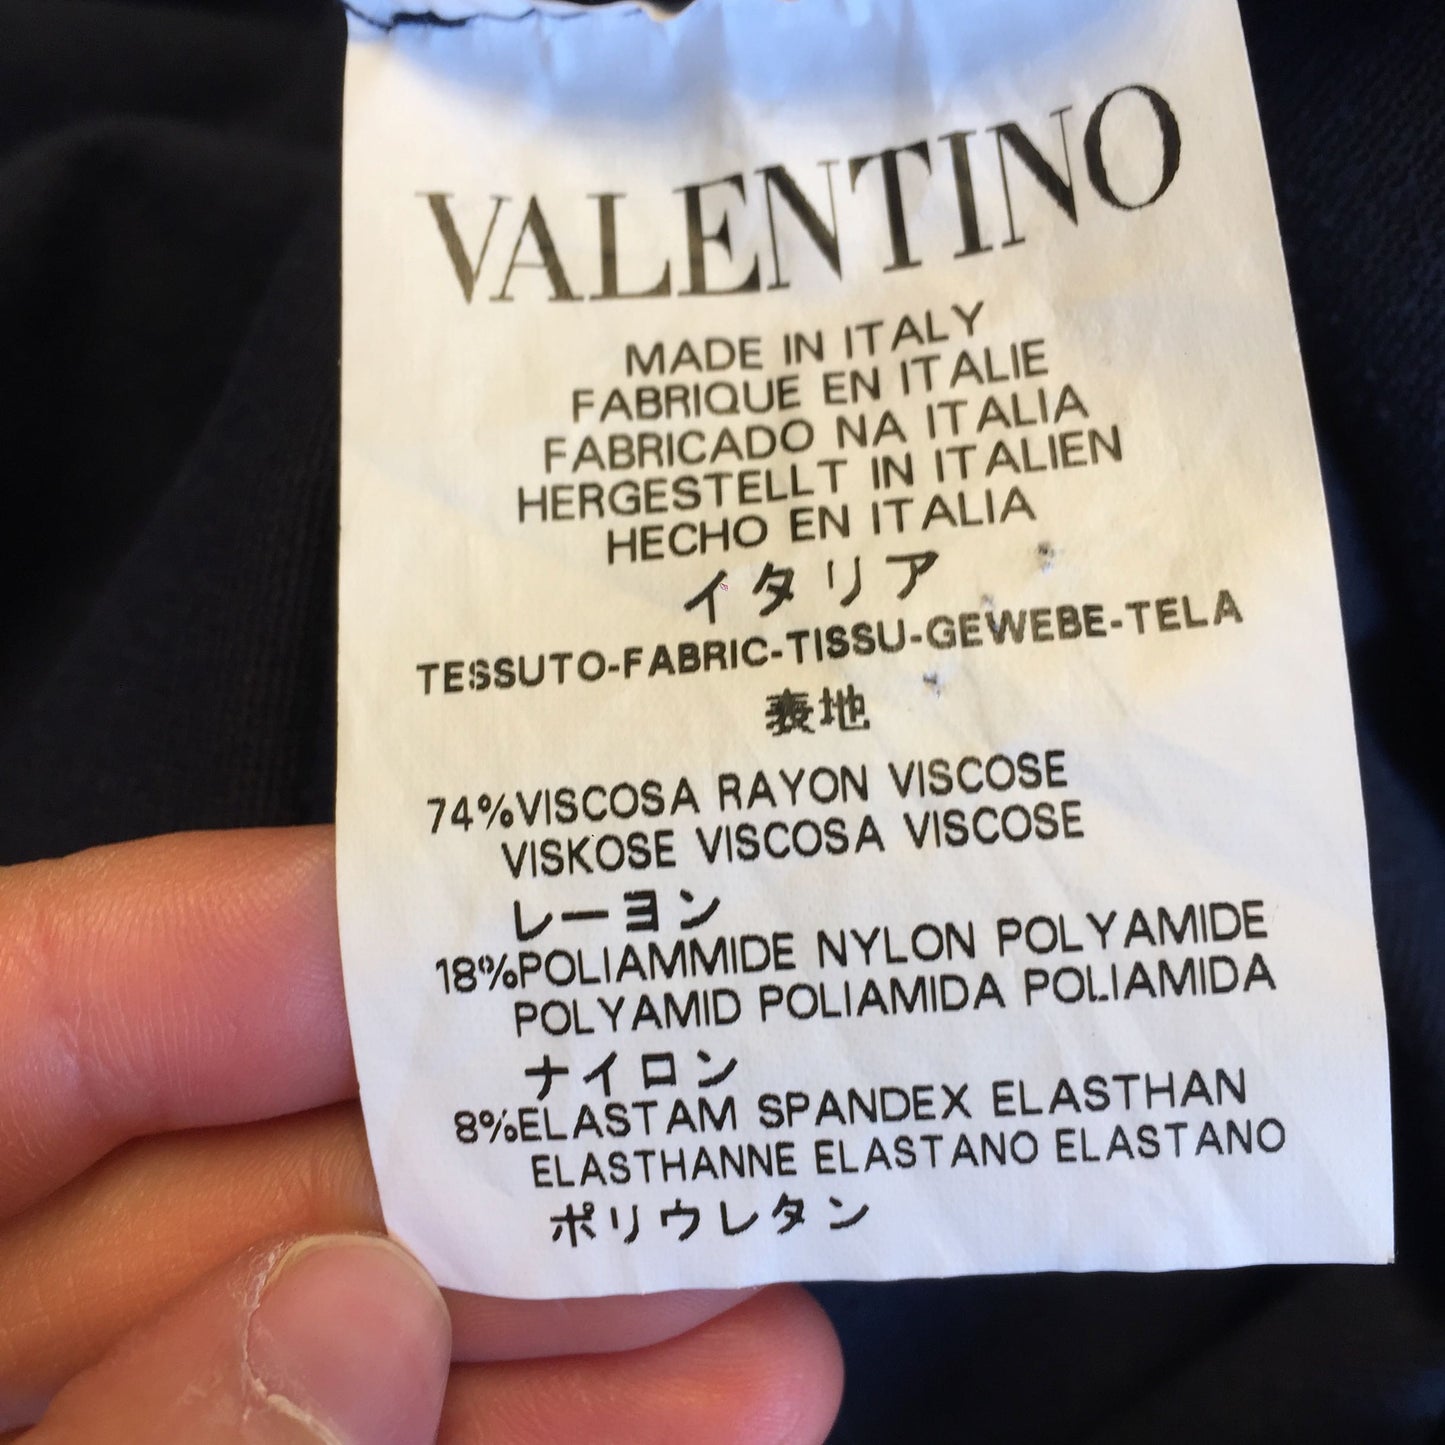 VALENTINO
MADE IN ITALY
FABRIQUE EN ITALIE
FABRICADO NA ITALIA
HERGESTELLT IN ITALIEN
HECHO EN ITALIA
イタリア
TESSUTO-FABRIC-TISSU-GEWEBE-TELA
表地
74%VISCOSA RAYON VISCOSE
VISKOSE VISCOSA VISCOSE
レーヨン
18%POLIAMMIDE NYLON POLYAMIDE
POLYAMID POLIAMIDA POLIAMIDA
ナイロン
8%ELASTAM SPANDEX ELASTHAN
ELASTHANNE ELASTANO ELASTANO
ポリウレタン